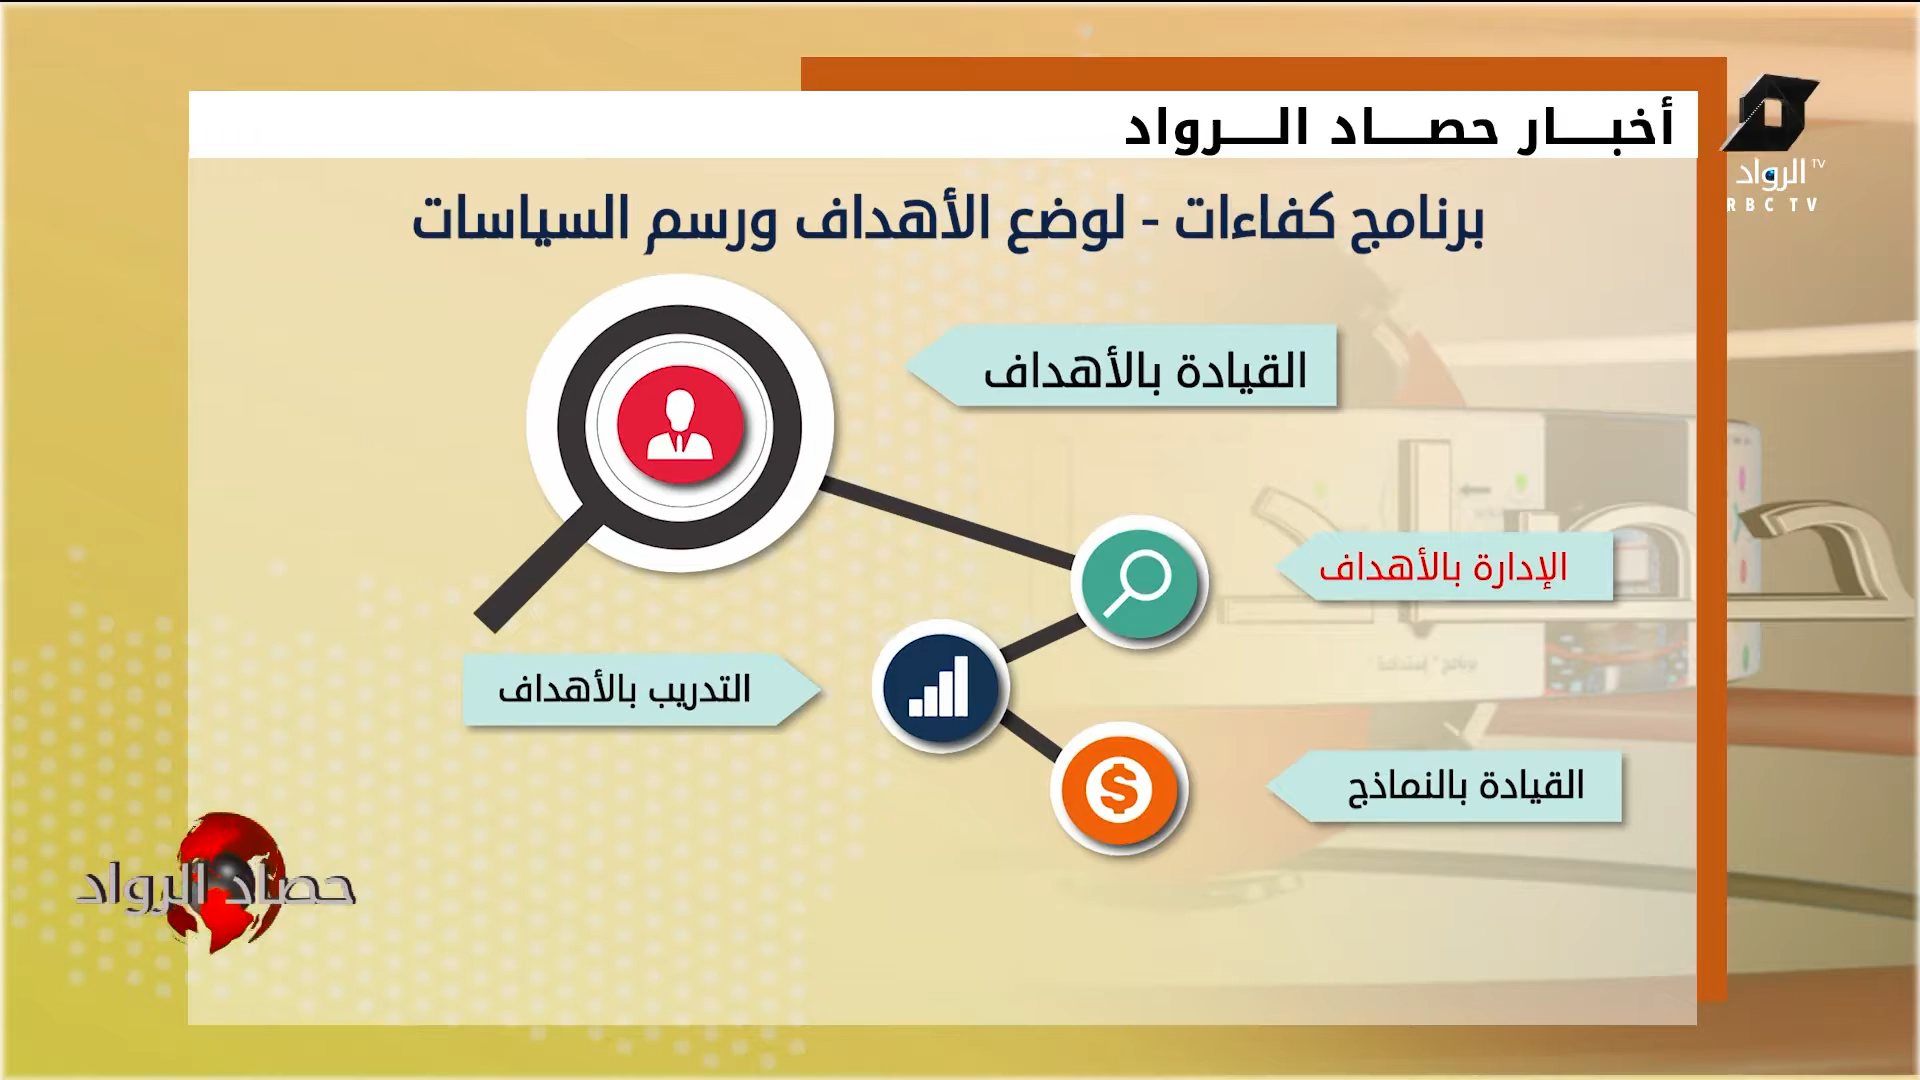 أخبـــار حصـــاد الـــرواد
الرواد TV
RBC TV
برنامج كفاءات - لوضع الأهداف ورسم السياسات
القيادة بالأهداف
الإدارة بالأهداف
التدريب بالأهداف
القيادة بالنماذج
حصاد الرواد